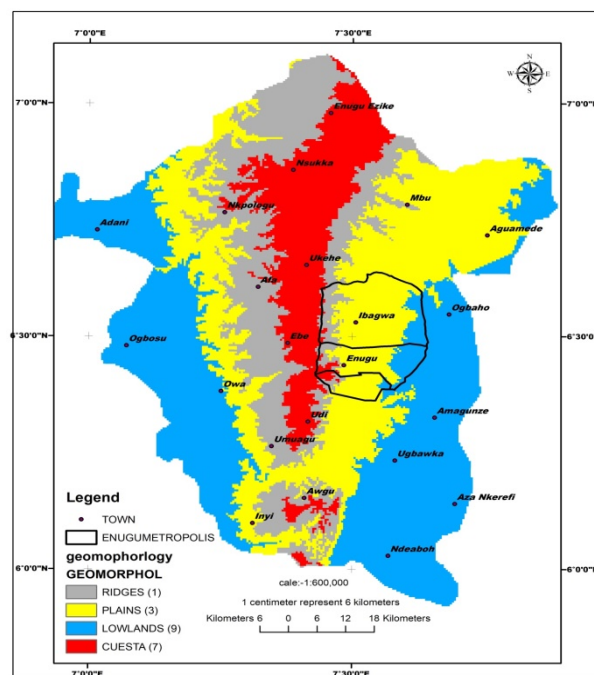 7°0'0"E 7°30'0"E
N
W E
S
7°0'0"N 7°0'0"N
Enugu Ezike
Nsukka
Mbu
Nkpologu
Adani
Aguamede
Ukehe
Afa
Ogbaho
Ibagwa
6°30'0"N 6°30'0"N
Ebe
Ogbosu
Enugu
Owa
Udi
Amagunze
Umuagu
Ugbawka
Awgu
Aza Nkerefi
Inyi
Ndeaboh
Legend
TOWN
ENUGUMETROPOLIS
geomophorlogy
GEOMORPHOL
RIDGES (1)
PLAINS (3)
LOWLANDS (9)
CUESTA (7)
6°0'0"N 6°0'0"N
cale:-1:600,000
1 centimeter represent 6 kilometers
Kilometers 6 0 6 12 18 Kilometers
7°0'0"E 7°30'0"E